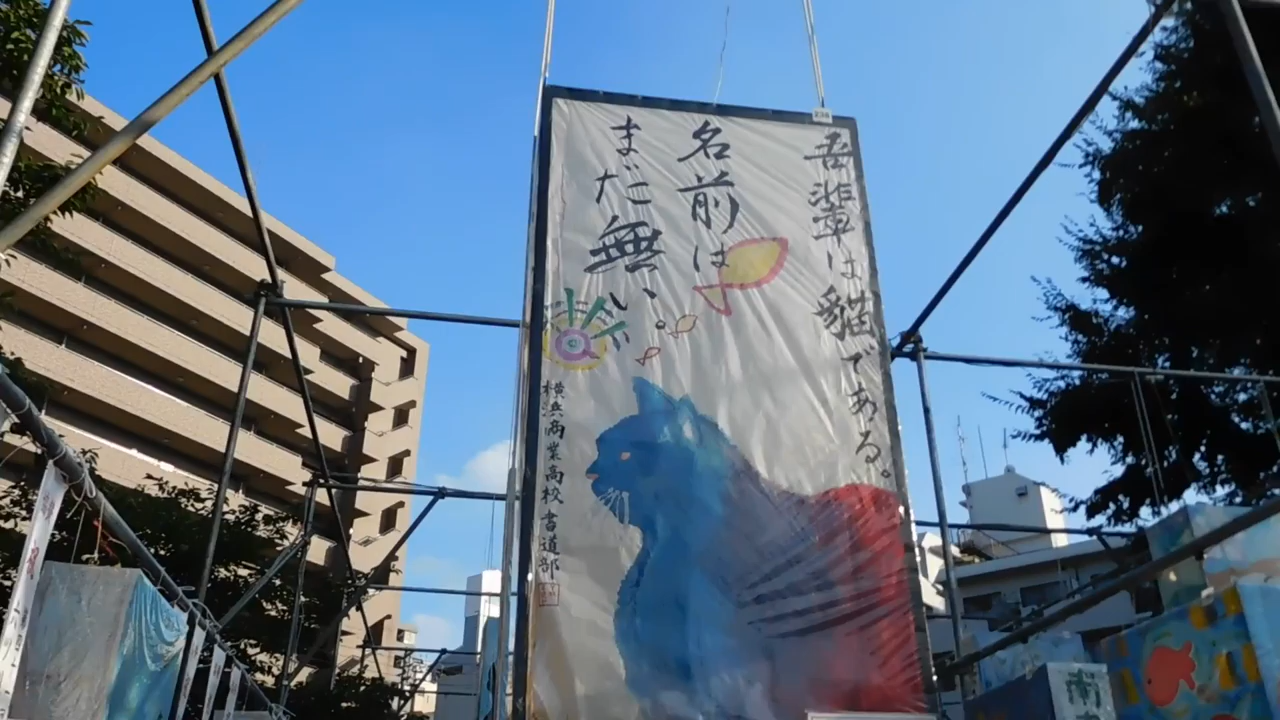 吾輩は猫である。
名前は
まだ無い。
横浜商業高校 書道部